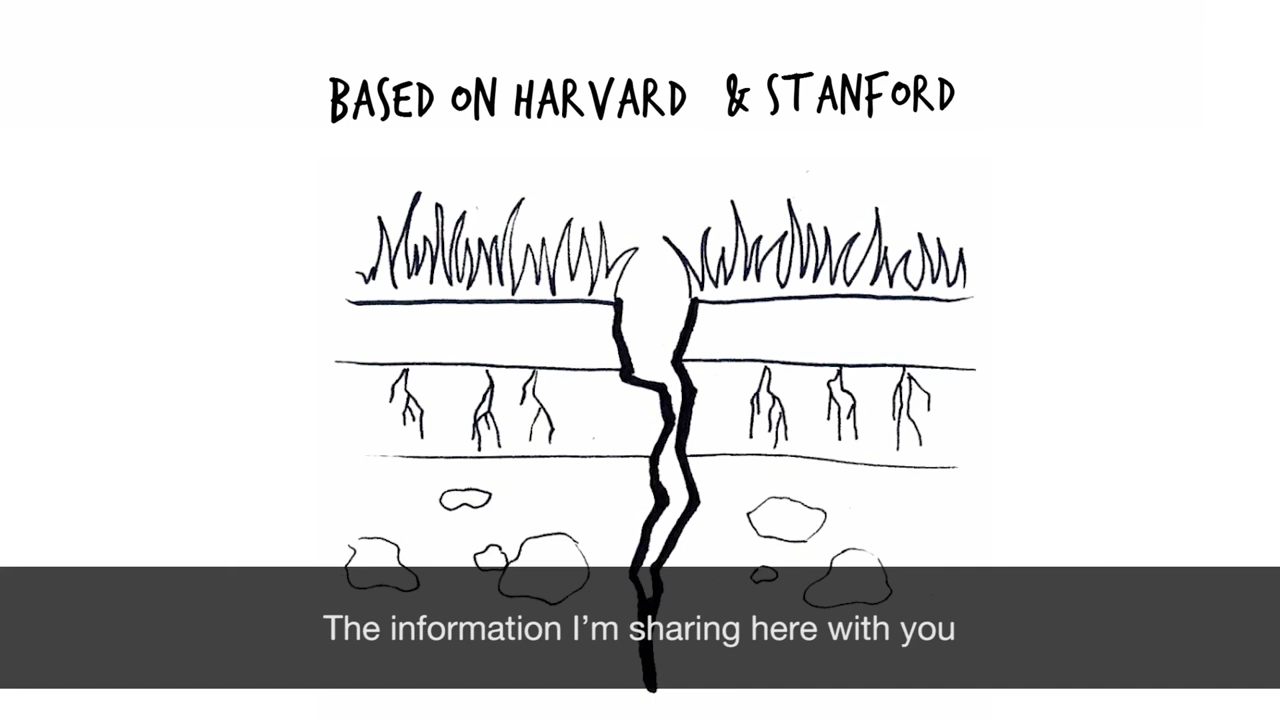 BASED ON HARVARD & STANFORD
The information I’m sharing here with you